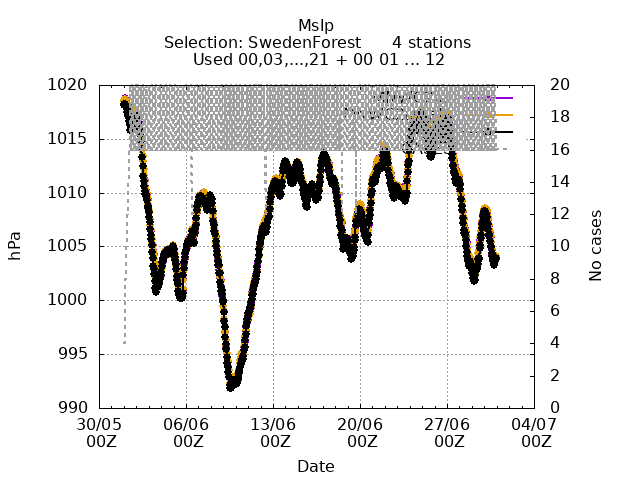 Mslp
Selection: SwedenForest 4 stations
Used 00,03,...,21 + 00 01 ... 12
1020
1015
1010
1005
1000
995
990
hPa
20
18
16
14
12
10
8
6
4
2
0
No cases
30/05 06/06 13/06 20/06 27/06 04/07
00Z 00Z 00Z 00Z 00Z 00Z
Date